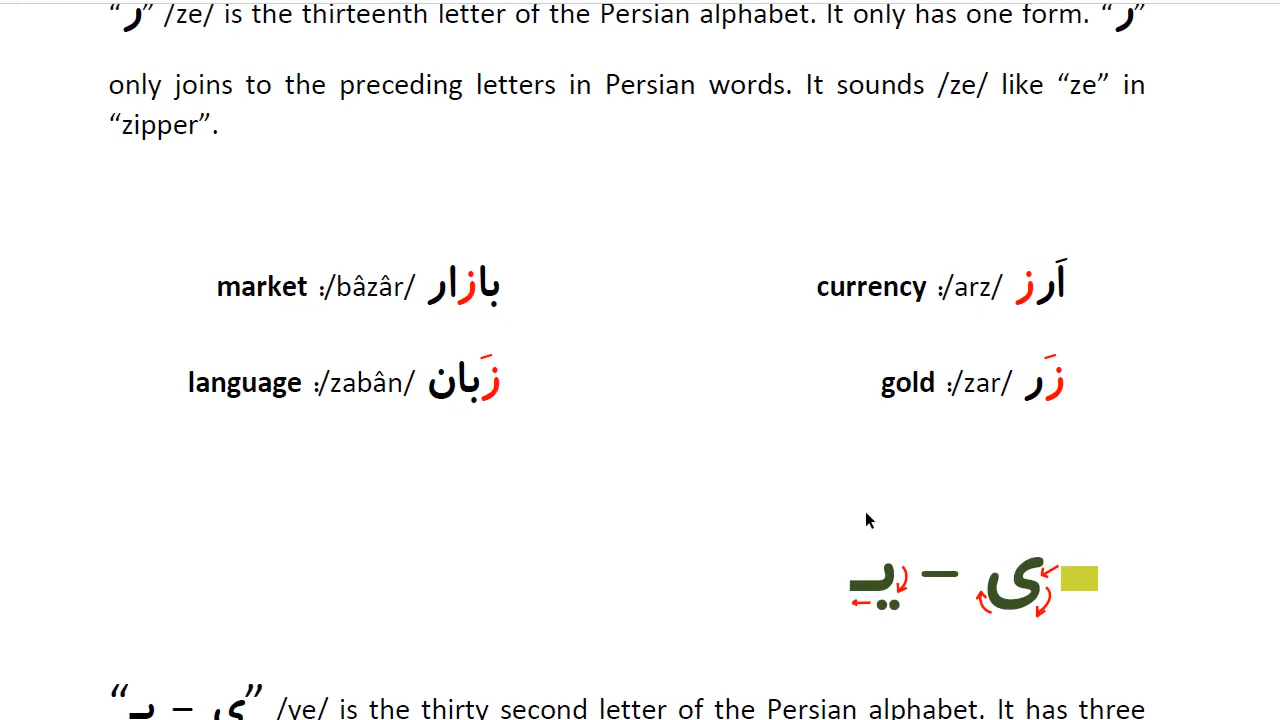 “ر” /ze/ is the thirteenth letter of the Persian alphabet. It only has one form. “ر”
only joins to the preceding letters in Persian words. It sounds /ze/ like “ze” in
“zipper”.
market :/bâzâr/ بازار
currency :/arz/ اَرز
language :/zabân/ زَبان
gold :/zar/ زَر
ی – یـ
“ی – یـ” /ye/ is the thirty second letter of the Persian alphabet. It has three